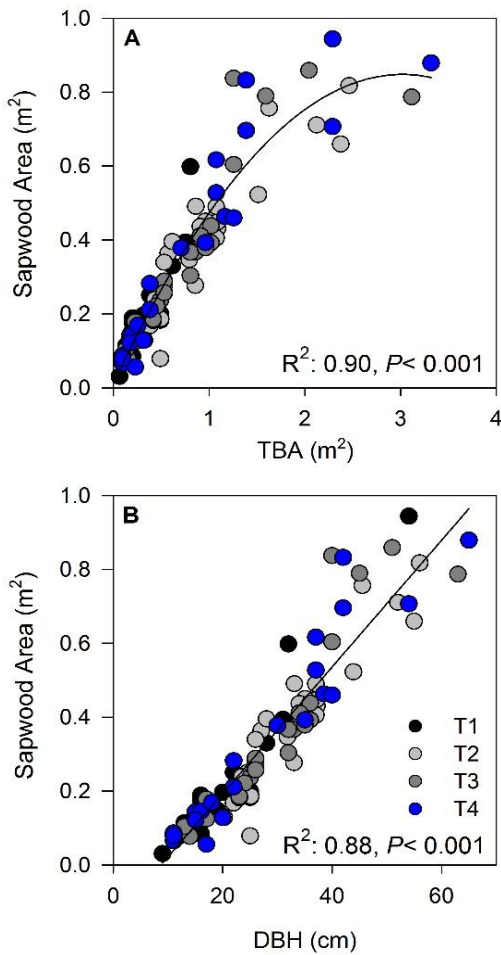 A
1.0
0.8
0.6
0.4
0.2
0.0
Sapwood Area (m²)
R²: 0.90, P< 0.001
0 1 2 3 4
TBA (m²)
B
1.0
0.8
0.6
0.4
0.2
0.0
Sapwood Area (m²)
T1
T2
T3
T4
R²: 0.88, P< 0.001
0 20 40 60
DBH (cm)